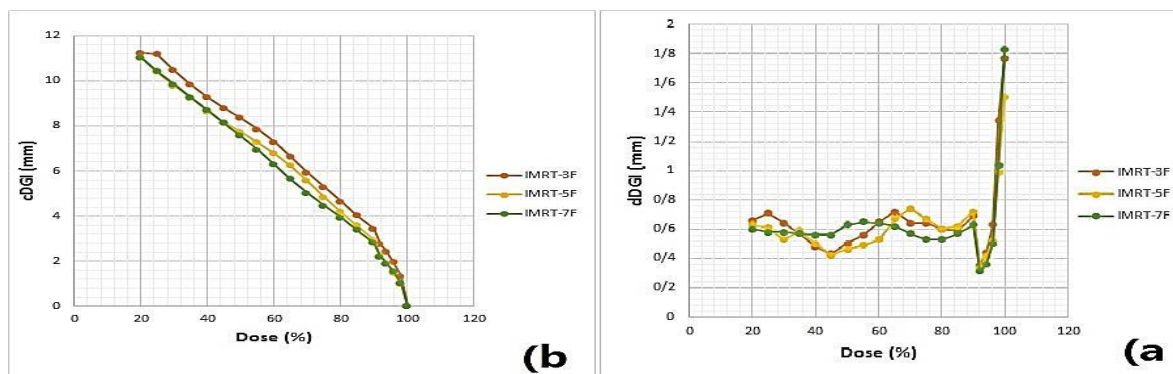 12
10
8
6
4
2
0
0 20 40 60 80 100 120
cDGI (mm)
Dose (%)
IMRT-3F
IMRT-5F
IMRT-7F
(b
2
1/8
1/6
1/4
1/2
1
0/8
0/6
0/4
0/2
0
0 20 40 60 80 100 120
dDGI (mm)
Dose (%)
IMRT-3F
IMRT-5F
IMRT-7F
(a